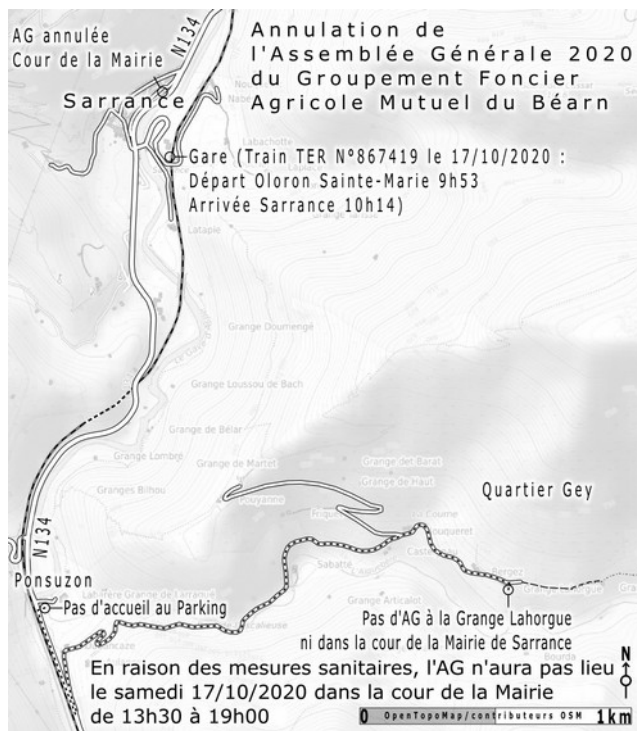 AG annulée
Cour de la Mairie
N134
Annulation de
l'Assemblée Générale 2020
du Groupement Foncier
Agricole Mutuel du Béarn
Sarrance
Labachotte
Gare (Train TER N°867419 le 17/10/2020 :
Départ Oloron Sainte-Marie 9h53
Arrivée Sarrance 10h14)
Latapie
Grange Doumengé
Grange Loussou de Bach
Grange de Bélar
Grange Lombré
Grange de Martet
Grange det Barat
Granges Bilhou
Grange de Haut
Pouyanne
Quartier Gey
N134
Sabatté
Bergez
Ponsuzon
Pas d'accueil au Parking
Grange Articalot
Pas d'AG à la Grange Lahorgue
ni dans la cour de la Mairie de Sarrance
Bourda
N
En raison des mesures sanitaires, l'AG n'aura pas lieu
le samedi 17/10/2020 dans la cour de la Mairie
de 13h30 à 19h00
0 OpenTopoMap/contributeurs OSM 1km